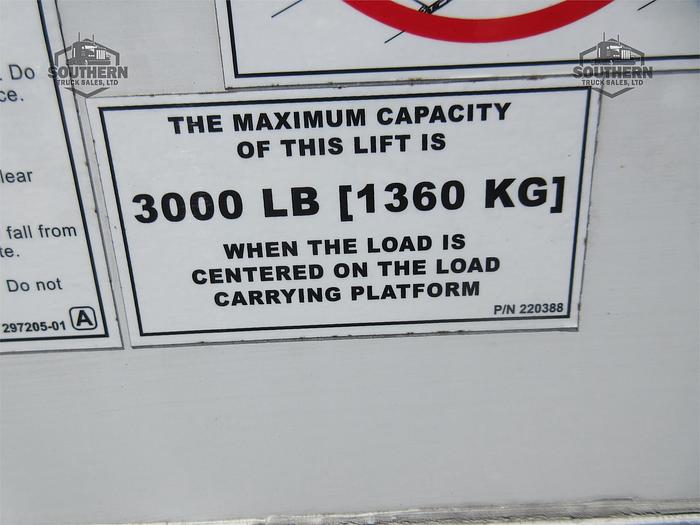 SOUTHERN
TRUCK SALES, LTD
SOUTHERN
TRUCK SALES, LTD
. Do
ce.
lear
fall from
te.
Do not
297205-01 A
THE MAXIMUM CAPACITY
OF THIS LIFT IS
3000 LB [1360 KG]
WHEN THE LOAD IS
CENTERED ON THE LOAD
CARRYING PLATFORM
P/N 220388